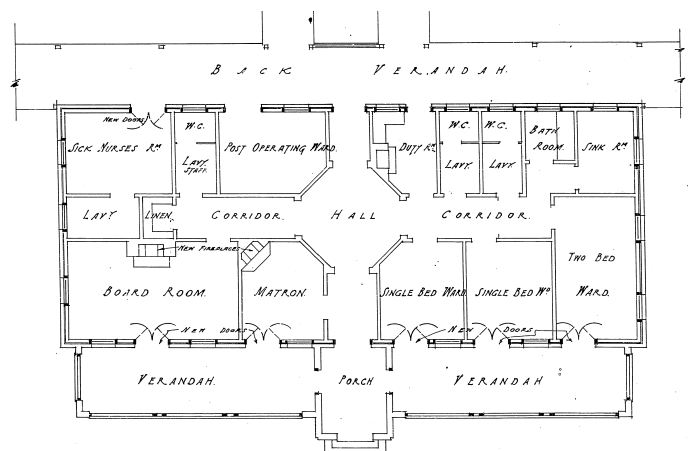 BACK VERANDAH.
NEW DOORS
W.C.
W.C.
W.C.
BATH
ROOM.
SICK NURSES RM
LAVY.
STAFF.
POST OPERATING WARD.
DUTY RM
LAVY.
LAVY.
SINK RM
LAVY
LINEN.
CORRIDOR.
HALL
CORRIDOR.
NEW FIREPLACES
TWO BED
WARD.
BOARD ROOM.
MATRON.
SINGLE BED WARD.
SINGLE BED WD
NEW DOORS
NEW DOORS
VERANDAH.
PORCH
VERANDAH